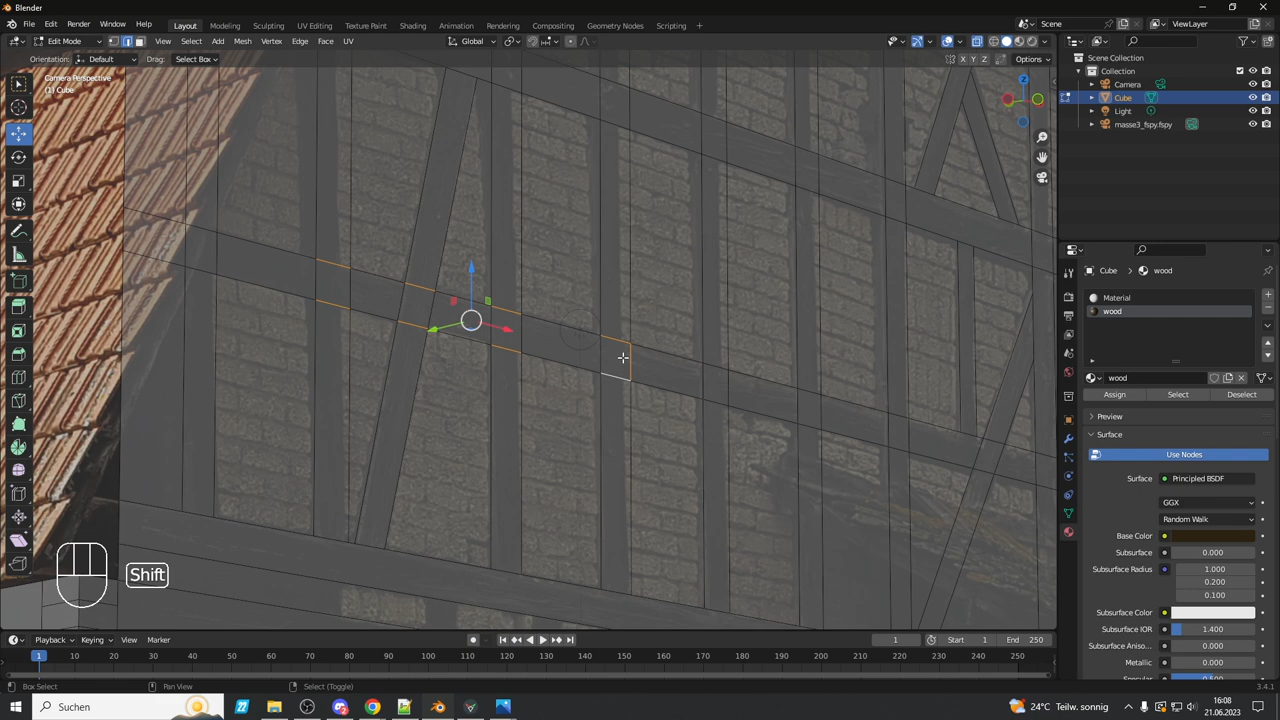 Blender
File Edit Render Window Help Layout Modeling Sculpting UV Editing Texture Paint Shading Animation Rendering Compositing Geometry Nodes Scripting + Scene ViewLayer
Edit Mode View Select Add Mesh Vertex Edge Face UV Global
Orientation: Default Drag: Select Box X Y Z Options
Camera Perspective
(1) Cube
Z
Scene Collection
Collection
Camera
Cube
Light
masse3_fspy.fspy
Cube > wood
Material
wood
wood
Assign Select Deselect
Preview
Surface
Use Nodes
Surface Principled BSDF
GGX
Random Walk
Base Color
Subsurface 0.000
Subsurface Radius 1.000
0.200
0.100
Subsurface Color
Subsurface IOR 1.400
Subsurface Aniso... 0.000
Metallic 0.000
Specular 0.500
Shift
Playback Keying View Marker 1 Start 1 End 250
1 10 20 30 40 50 60 70 80 90 100 110 120 130 140 150 160 170 180 190 200 210 220 230 240 250
Box Select Pan View Select (Toggle) 3.4.1
Suchen 24°C Teilw. sonnig 16:08
21.06.2023